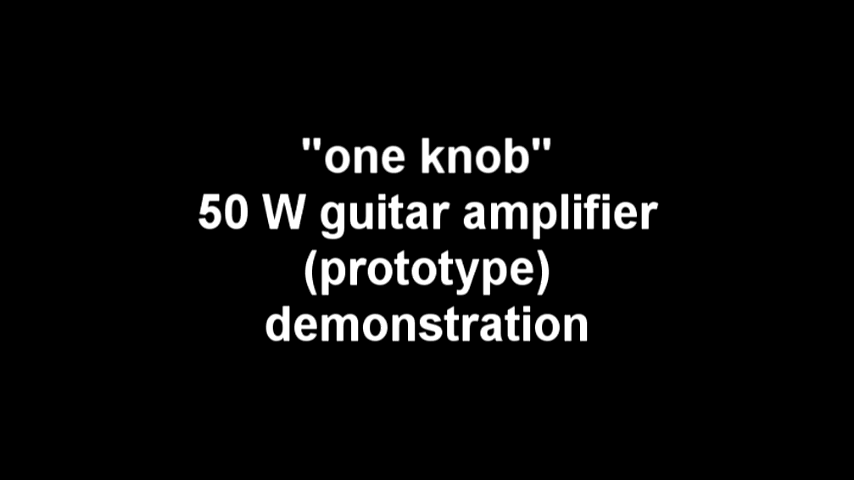 "one knob"
50 W guitar amplifier
(prototype)
demonstration